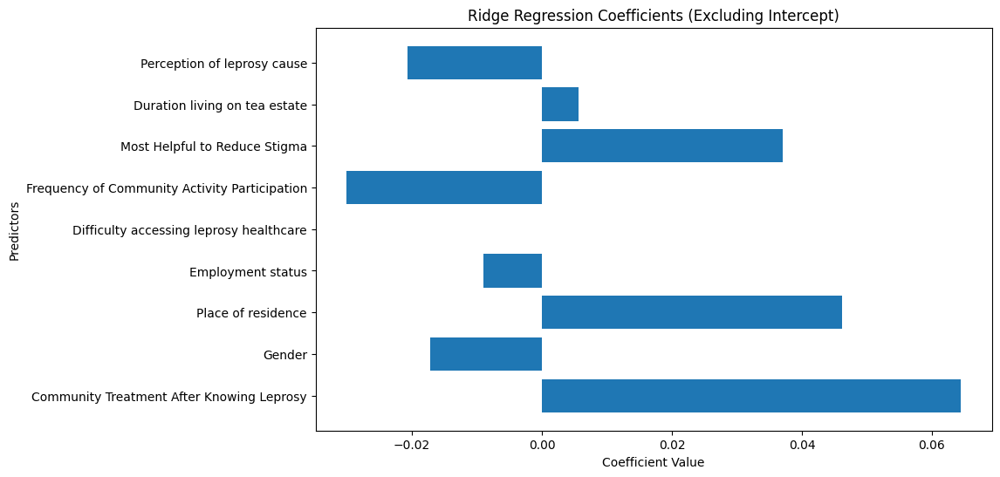 Ridge Regression Coefficients (Excluding Intercept)
Perception of leprosy cause
Duration living on tea estate
Most Helpful to Reduce Stigma
Frequency of Community Activity Participation
Difficulty accessing leprosy healthcare
Employment status
Place of residence
Gender
Community Treatment After Knowing Leprosy
Predictors
−0.02 0.00 0.02 0.04 0.06
Coefficient Value